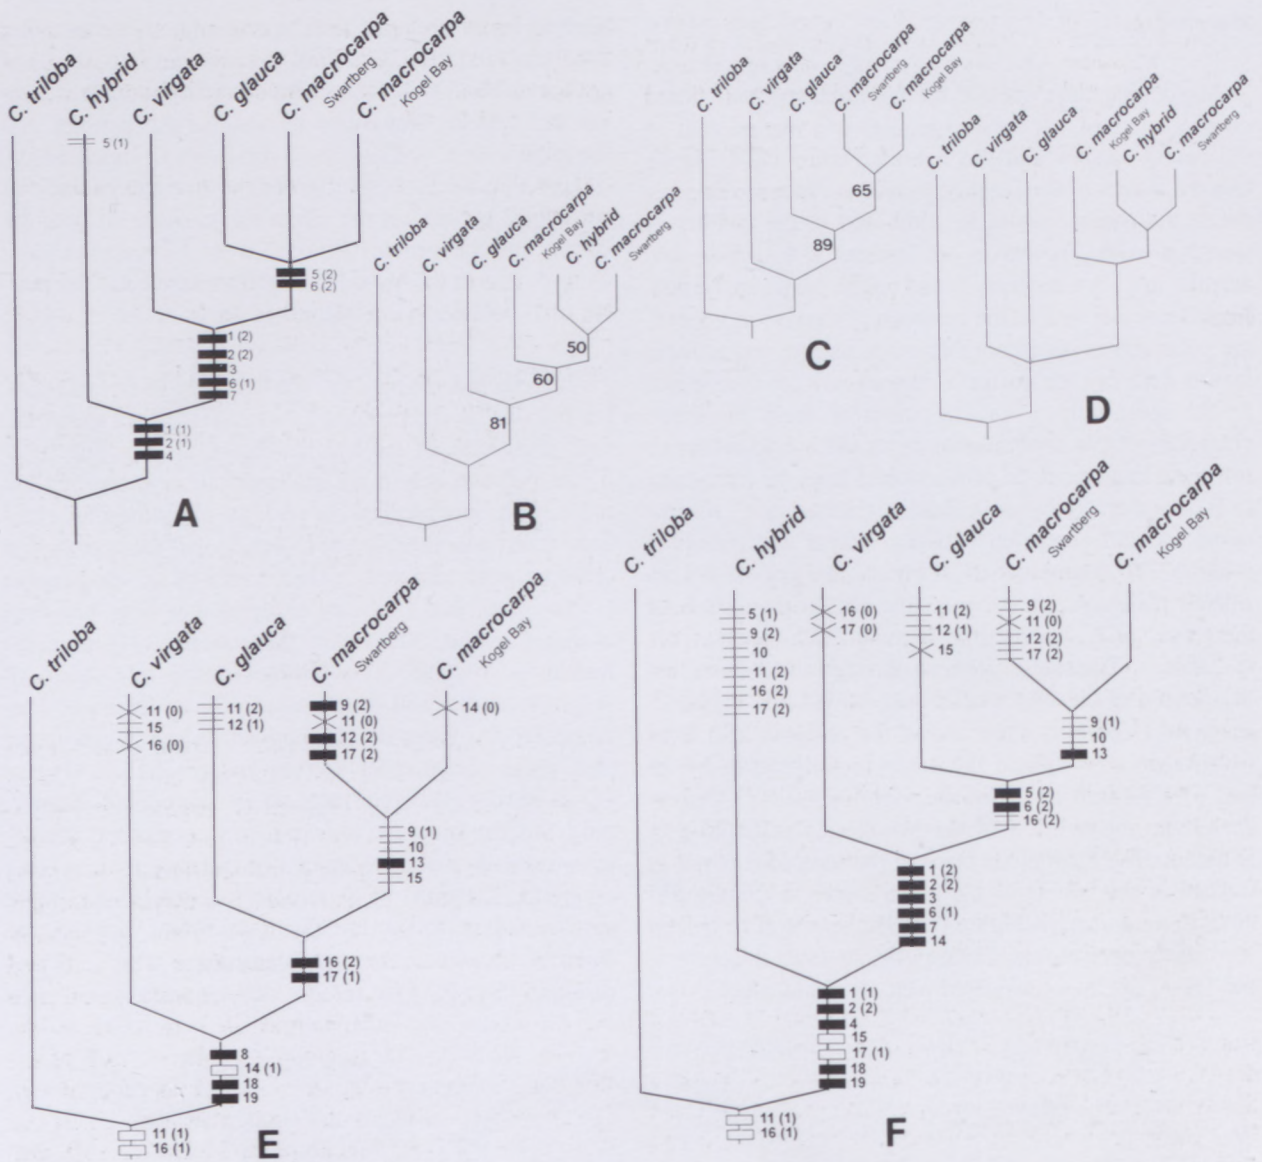 C. triloba
C. hybrid
C. virgata
C. glauca
C. macrocarpa
Swartberg
C. macrocarpa
Kogel Bay
5 (1)
5 (2)
6 (2)
1 (2)
2 (2)
3
6 (1)
7
1 (1)
2 (1)
4
A
C. triloba
C. virgata
C. glauca
C. macrocarpa
Kogel Bay
C. hybrid
C. macrocarpa
Swartberg
50
60
81
B
C. triloba
C. virgata
C. glauca
C. macrocarpa
Swartberg
C. macrocarpa
Kogel Bay
65
89
C
C. triloba
C. virgata
C. glauca
C. macrocarpa
Kogel Bay
C. hybrid
C. macrocarpa
Swartberg
D
C. triloba
C. virgata
C. glauca
C. macrocarpa
Swartberg
C. macrocarpa
Kogel Bay
11 (0)
15
16 (0)
11 (2)
12 (1)
9 (2)
11 (0)
12 (2)
17 (2)
14 (0)
9 (1)
10
13
15
16 (2)
17 (1)
8
14 (1)
18
19
11 (1)
16 (1)
E
C. triloba
C. hybrid
C. virgata
C. glauca
C. macrocarpa
Swartberg
C. macrocarpa
Kogel Bay
5 (1)
9 (2)
10
11 (2)
16 (2)
17 (2)
16 (0)
17 (0)
11 (2)
12 (1)
15
9 (2)
11 (0)
12 (2)
17 (2)
9 (1)
10
13
5 (2)
6 (2)
16 (2)
1 (2)
2 (2)
3
6 (1)
7
14
1 (1)
2 (2)
4
15
17 (1)
18
19
11 (1)
16 (1)
F